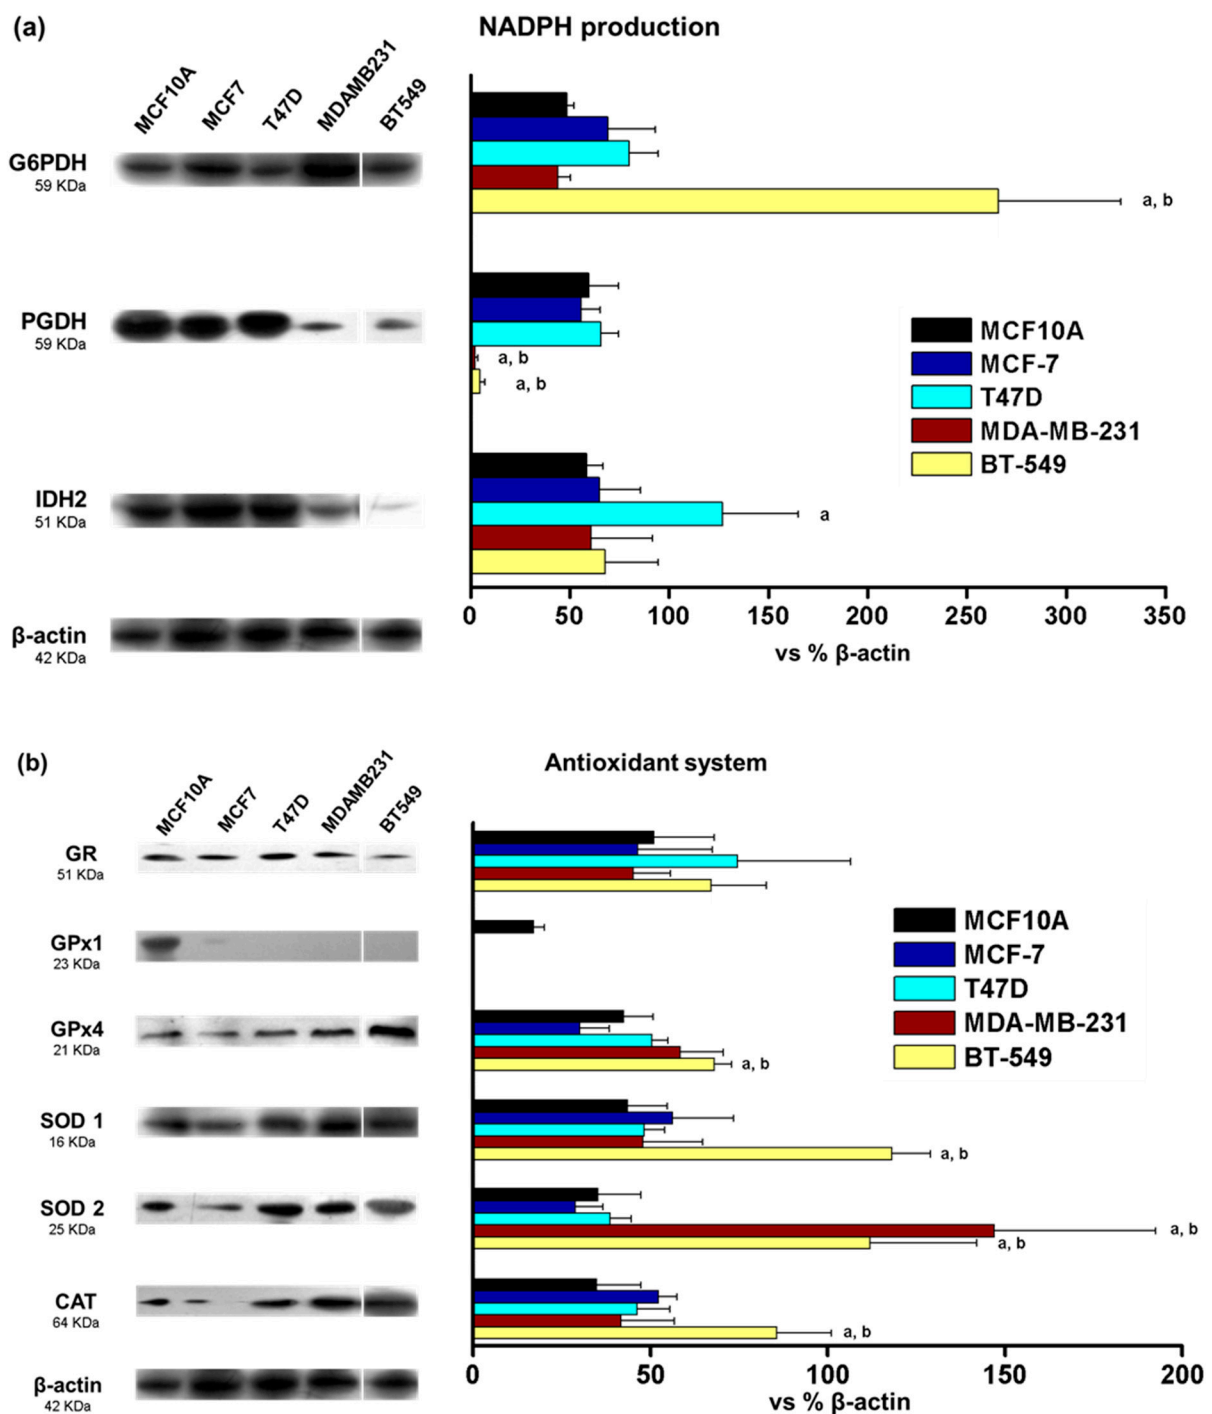 (a)
NADPH production
MCF10A
MCF7
T47D
MDAMB231
BT549
G6PDH
59 KDa
a, b
PGDH
59 KDa
a, b
a, b
IDH2
51 KDa
a
β-actin
42 KDa
MCF10A
MCF-7
T47D
MDA-MB-231
BT-549
0 50 100 150 200 250 300 350
vs % β-actin
(b)
Antioxidant system
MCF10A
MCF7
T47D
MDAMB231
BT549
GR
51 KDa
GPx1
23 KDa
GPx4
21 KDa
a, b
SOD 1
16 KDa
a, b
SOD 2
25 KDa
a, b
a, b
CAT
64 KDa
a, b
β-actin
42 KDa
MCF10A
MCF-7
T47D
MDA-MB-231
BT-549
0 50 100 150 200
vs % β-actin